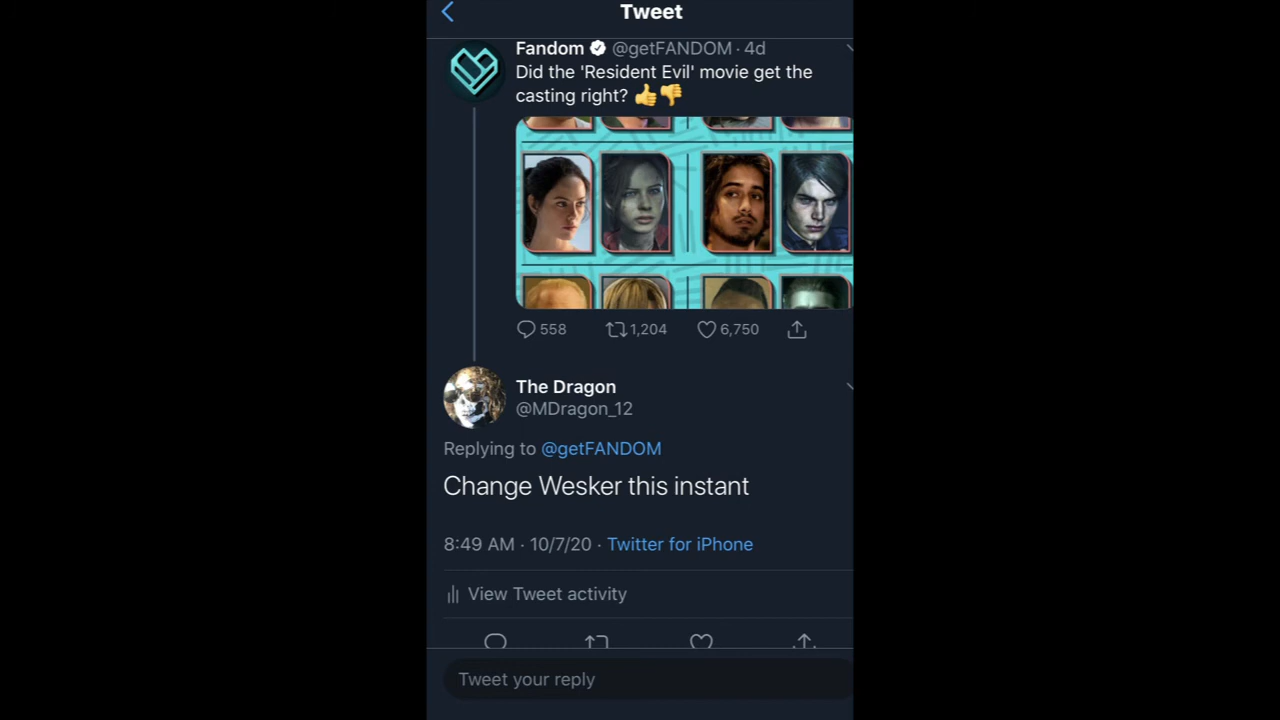 Tweet
Fandom @getFANDOM · 4d
Did the 'Resident Evil' movie get the
casting right? 👍👎
558 1,204 6,750
The Dragon
@MDragon_12
Replying to @getFANDOM
Change Wesker this instant
8:49 AM · 10/7/20 · Twitter for iPhone
View Tweet activity
Tweet your reply